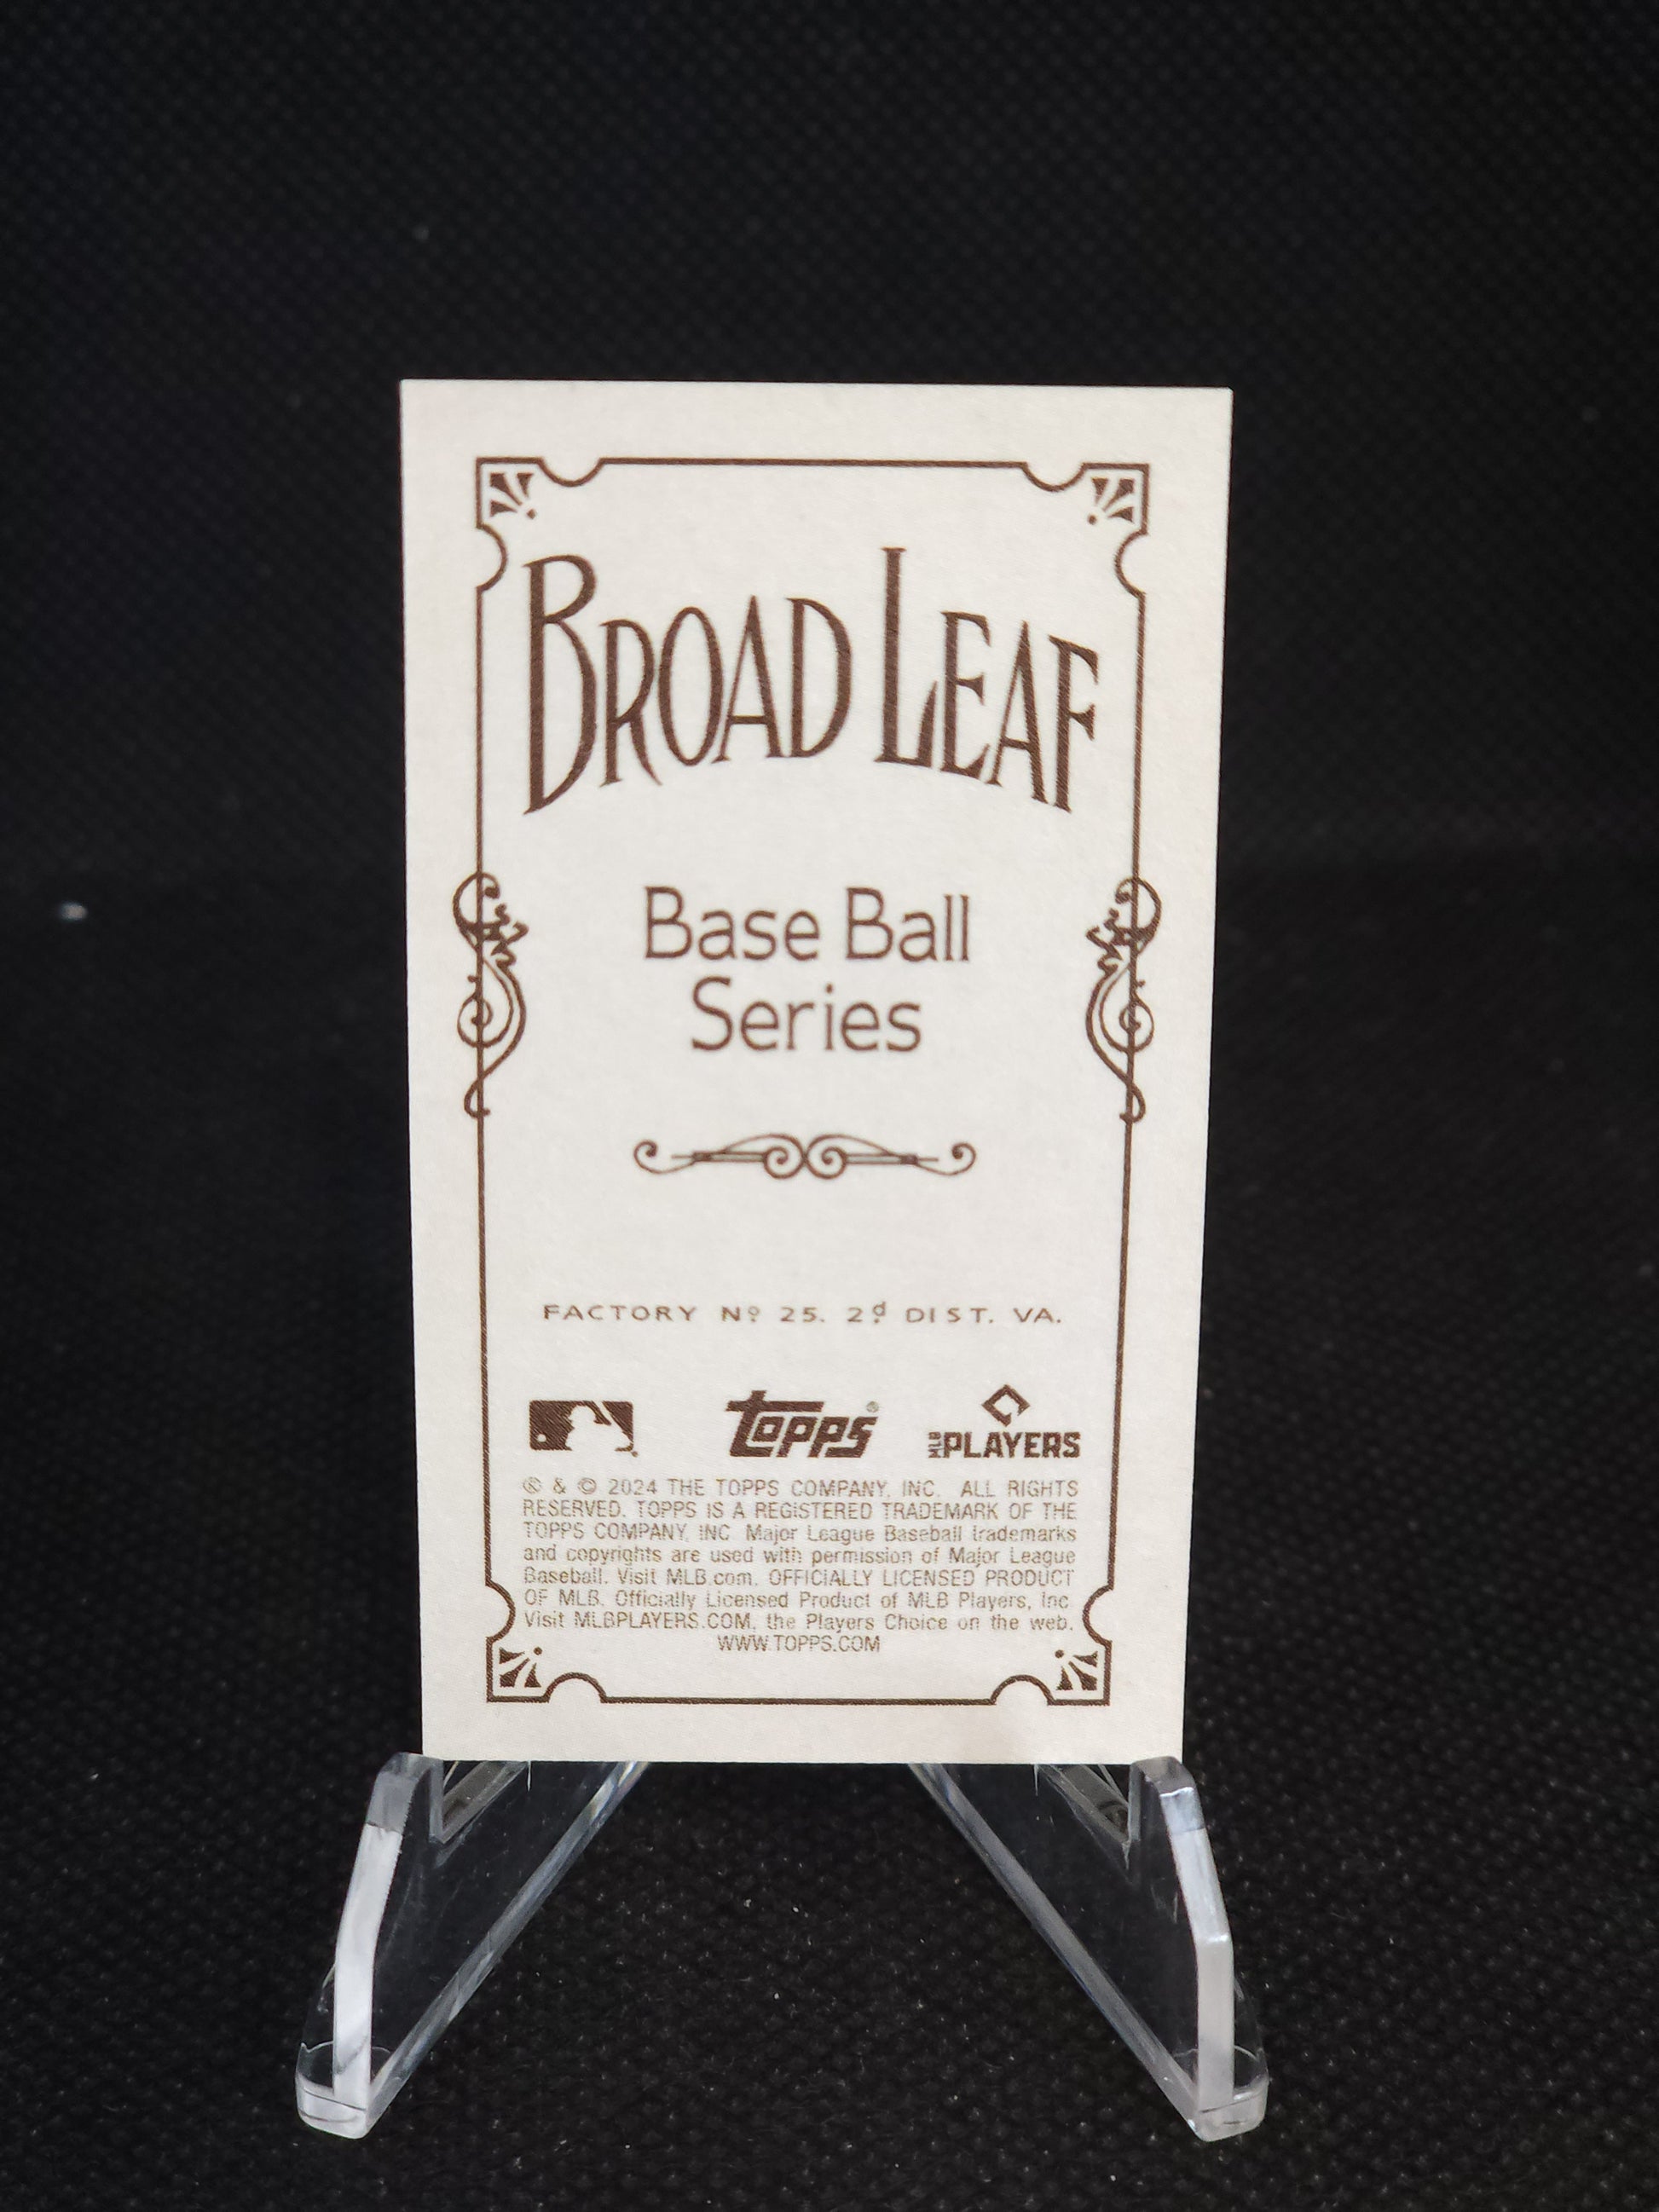 BROAD LEAF
Base Ball
Series
FACTORY Nº 25. 2d DIST. VA.
topps® MLB PLAYERS
® & © 2024 THE TOPPS COMPANY, INC. ALL RIGHTS
RESERVED. TOPPS IS A REGISTERED TRADEMARK OF THE
TOPPS COMPANY, INC. Major League Baseball trademarks
and copyrights are used with permission of Major League
Baseball. Visit MLB.com. OFFICIALLY LICENSED PRODUCT
OF MLB. Officially Licensed Product of MLB Players, Inc.
Visit MLBPLAYERS.COM, the Players Choice on the web.
WWW.TOPPS.COM